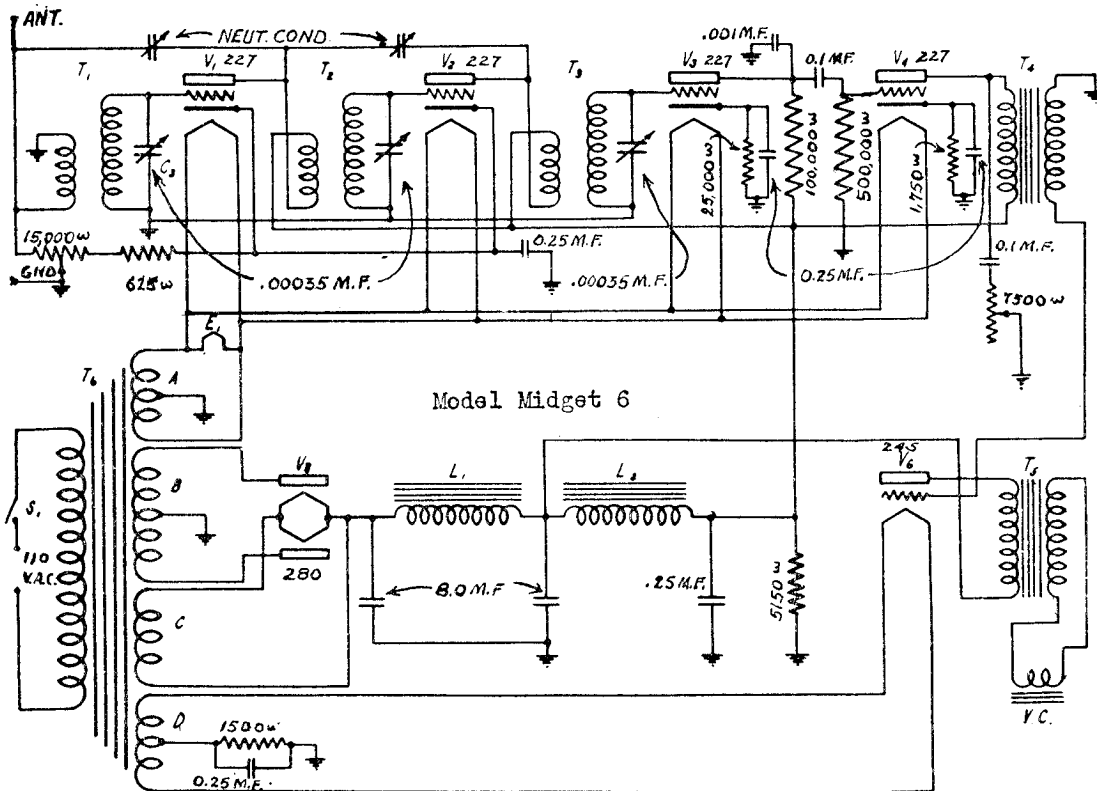 ANT.
NEUT. COND.
.001 M.F.
T₁
V₁ 227
T₂
V₂ 227
T₃
V₃ 227
0.1 M.F.
V₄ 227
T₄
C₃
25,000 ω
100,000 ω
500,000 ω
1,750 ω
15,000 ω
GND
625 ω
.00035 M.F.
0.25 M.F.
.00035 M.F.
0.25 M.F.
0.1 M.F.
7500 ω
E₁
T₆
A
Model Midget 6
B
V₈
L₁
L₂
245
V₆
T₅
S₁
110
V.A.C.
280
8.0 M.F
.25 M.F.
5150 ω
C
D
1500 ω
0.25 M.F.
V.C.